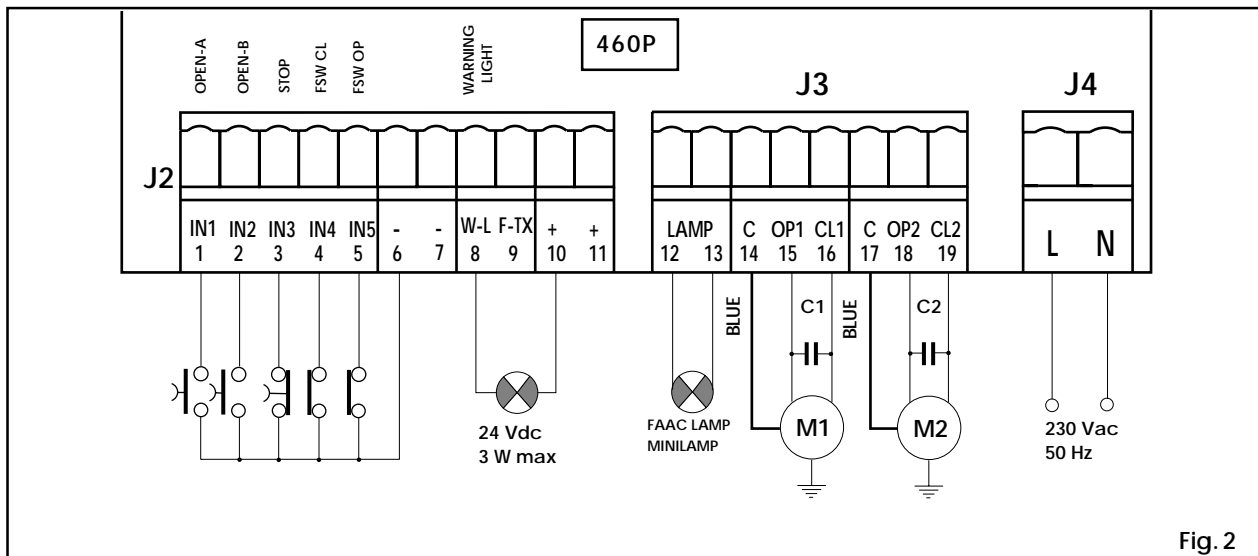 460P
OPEN-A
OPEN-B
STOP
FSW CL
FSW OP
WARNING
LIGHT
J2
J3
J4
IN1 IN2 IN3 IN4 IN5 - - W-L F-TX + +
1 2 3 4 5 6 7 8 9 10 11
LAMP C OP1 CL1 C OP2 CL2
12 13 14 15 16 17 18 19
L N
BLUE
C1
BLUE
C2
24 Vdc
3 W max
FAAC LAMP
MINILAMP
M1
M2
230 Vac
50 Hz
Fig. 2